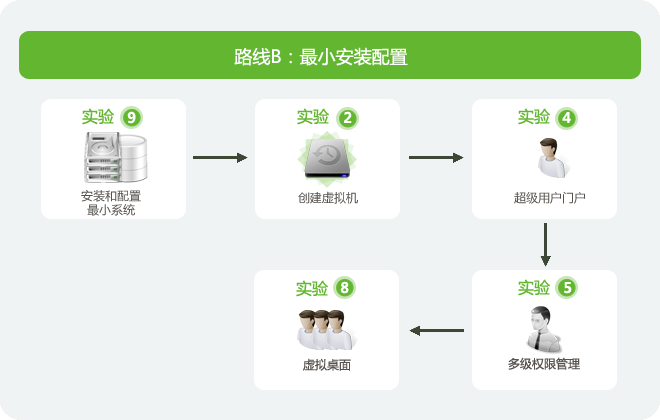 路线B：最小安装配置
实验 9
安装和配置
最小系统
实验 2
创建虚拟机
实验 4
超级用户门户
实验 5
多级权限管理
实验 8
虚拟桌面